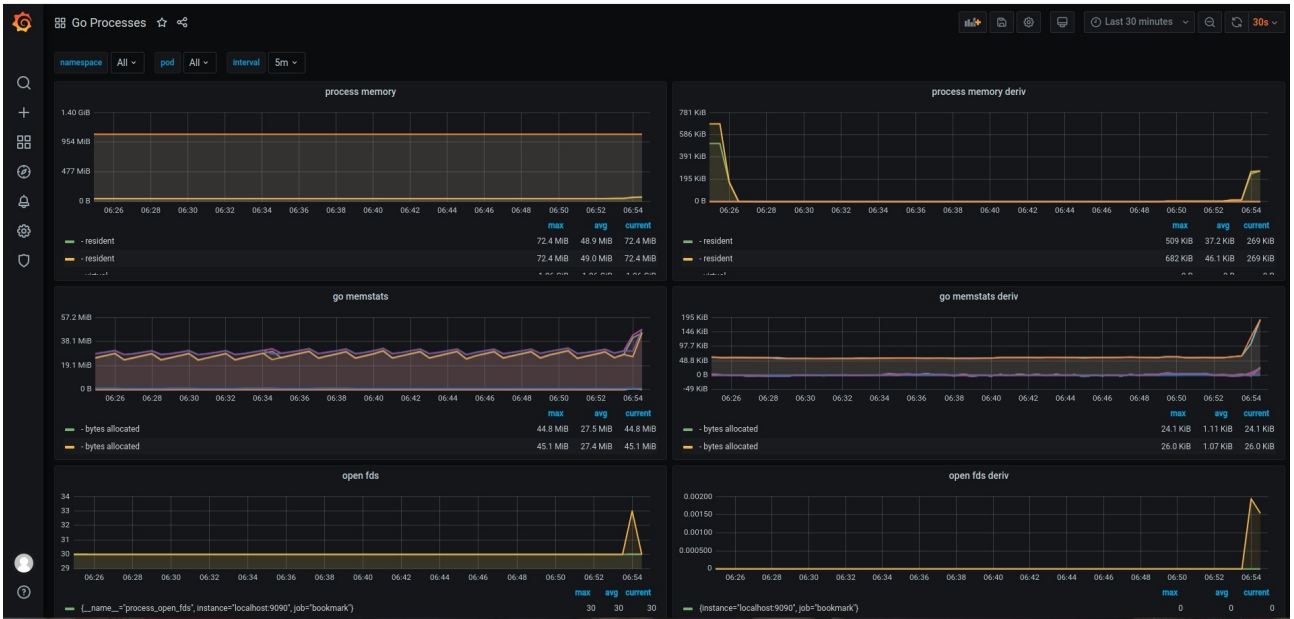 Go Processes
Last 30 minutes
30s
namespace All pod All interval 5m
process memory
1.40 GiB
954 MiB
477 MiB
0 B
06:26 06:28 06:30 06:32 06:34 06:36 06:38 06:40 06:42 06:44 06:46 06:48 06:50 06:52 06:54
max avg current
- resident 72.4 MiB 48.9 MiB 72.4 MiB
- resident 72.4 MiB 49.0 MiB 72.4 MiB
process memory deriv
781 KiB
586 KiB
391 KiB
195 KiB
0 B
06:26 06:28 06:30 06:32 06:34 06:36 06:38 06:40 06:42 06:44 06:46 06:48 06:50 06:52 06:54
max avg current
- resident 509 KiB 37.2 KiB 269 KiB
- resident 682 KiB 46.1 KiB 269 KiB
go memstats
57.2 MiB
38.1 MiB
19.1 MiB
0 B
06:26 06:28 06:30 06:32 06:34 06:36 06:38 06:40 06:42 06:44 06:46 06:48 06:50 06:52 06:54
max avg current
- bytes allocated 44.8 MiB 27.5 MiB 44.8 MiB
- bytes allocated 45.1 MiB 27.4 MiB 45.1 MiB
go memstats deriv
195 KiB
146 KiB
97.7 KiB
48.8 KiB
0 B
-49 KiB
06:26 06:28 06:30 06:32 06:34 06:36 06:38 06:40 06:42 06:44 06:46 06:48 06:50 06:52 06:54
max avg current
- bytes allocated 24.1 KiB 1.11 KiB 24.1 KiB
- bytes allocated 26.0 KiB 1.07 KiB 26.0 KiB
open fds
34
33
32
31
30
29
06:26 06:28 06:30 06:32 06:34 06:36 06:38 06:40 06:42 06:44 06:46 06:48 06:50 06:52 06:54
max avg current
{__name__="process_open_fds", instance="localhost:9090", job="bookmark"} 30 30 30
open fds deriv
0.00200
0.00150
0.00100
0.000500
0
06:26 06:28 06:30 06:32 06:34 06:36 06:38 06:40 06:42 06:44 06:46 06:48 06:50 06:52 06:54
max avg current
{instance="localhost:9090", job="bookmark"} 0 0 0